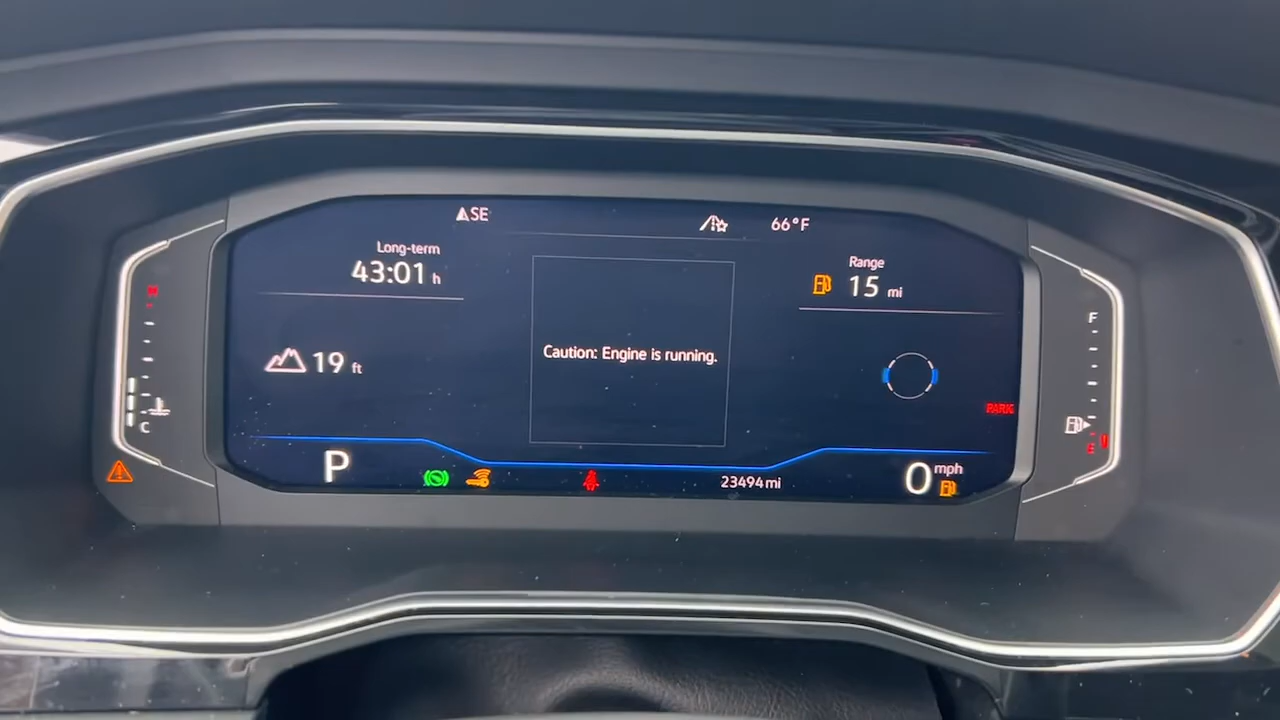 SE
66°F
Long-term
43:01 h
Range
15 mi
Caution: Engine is running.
19 ft
F
PARK
C
P
23494 mi
0 mph